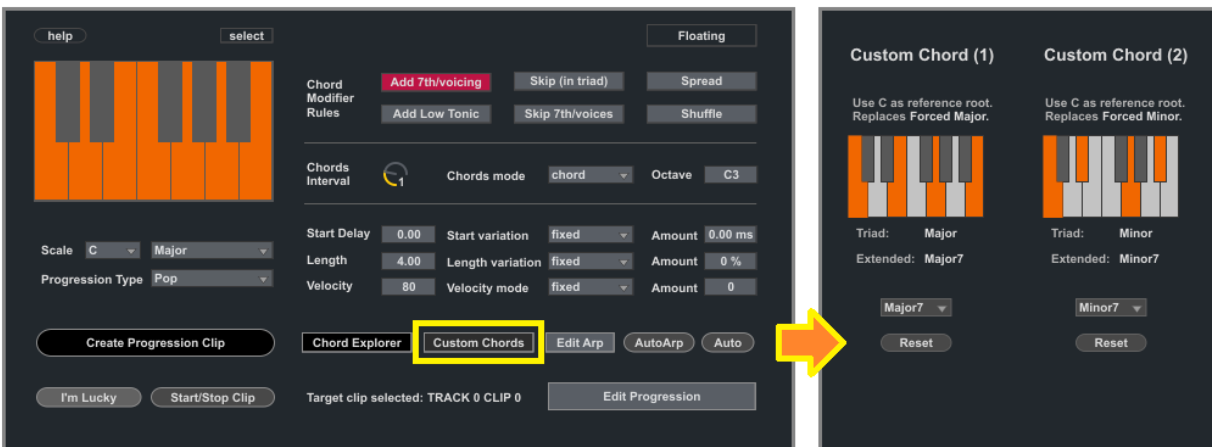 help
select
Floating
Chord
Modifier
Rules
Add 7th/voicing
Skip (in triad)
Spread
Add Low Tonic
Skip 7th/voices
Shuffle
Chords
Interval
1
Chords mode
chord
Octave
C3
Scale
C
Major
Progression Type
Pop
Start Delay
0.00
Start variation
fixed
Amount
0.00 ms
Length
4.00
Length variation
fixed
Amount
0 %
Velocity
80
Velocity mode
fixed
Amount
0
Create Progression Clip
Chord Explorer
Custom Chords
Edit Arp
AutoArp
Auto
I'm Lucky
Start/Stop Clip
Target clip selected: TRACK 0 CLIP 0
Edit Progression
Custom Chord (1)
Use C as reference root.
Replaces Forced Major.
Triad: Major
Extended: Major7
Major7
Reset
Custom Chord (2)
Use C as reference root.
Replaces Forced Minor.
Triad: Minor
Extended: Minor7
Minor7
Reset